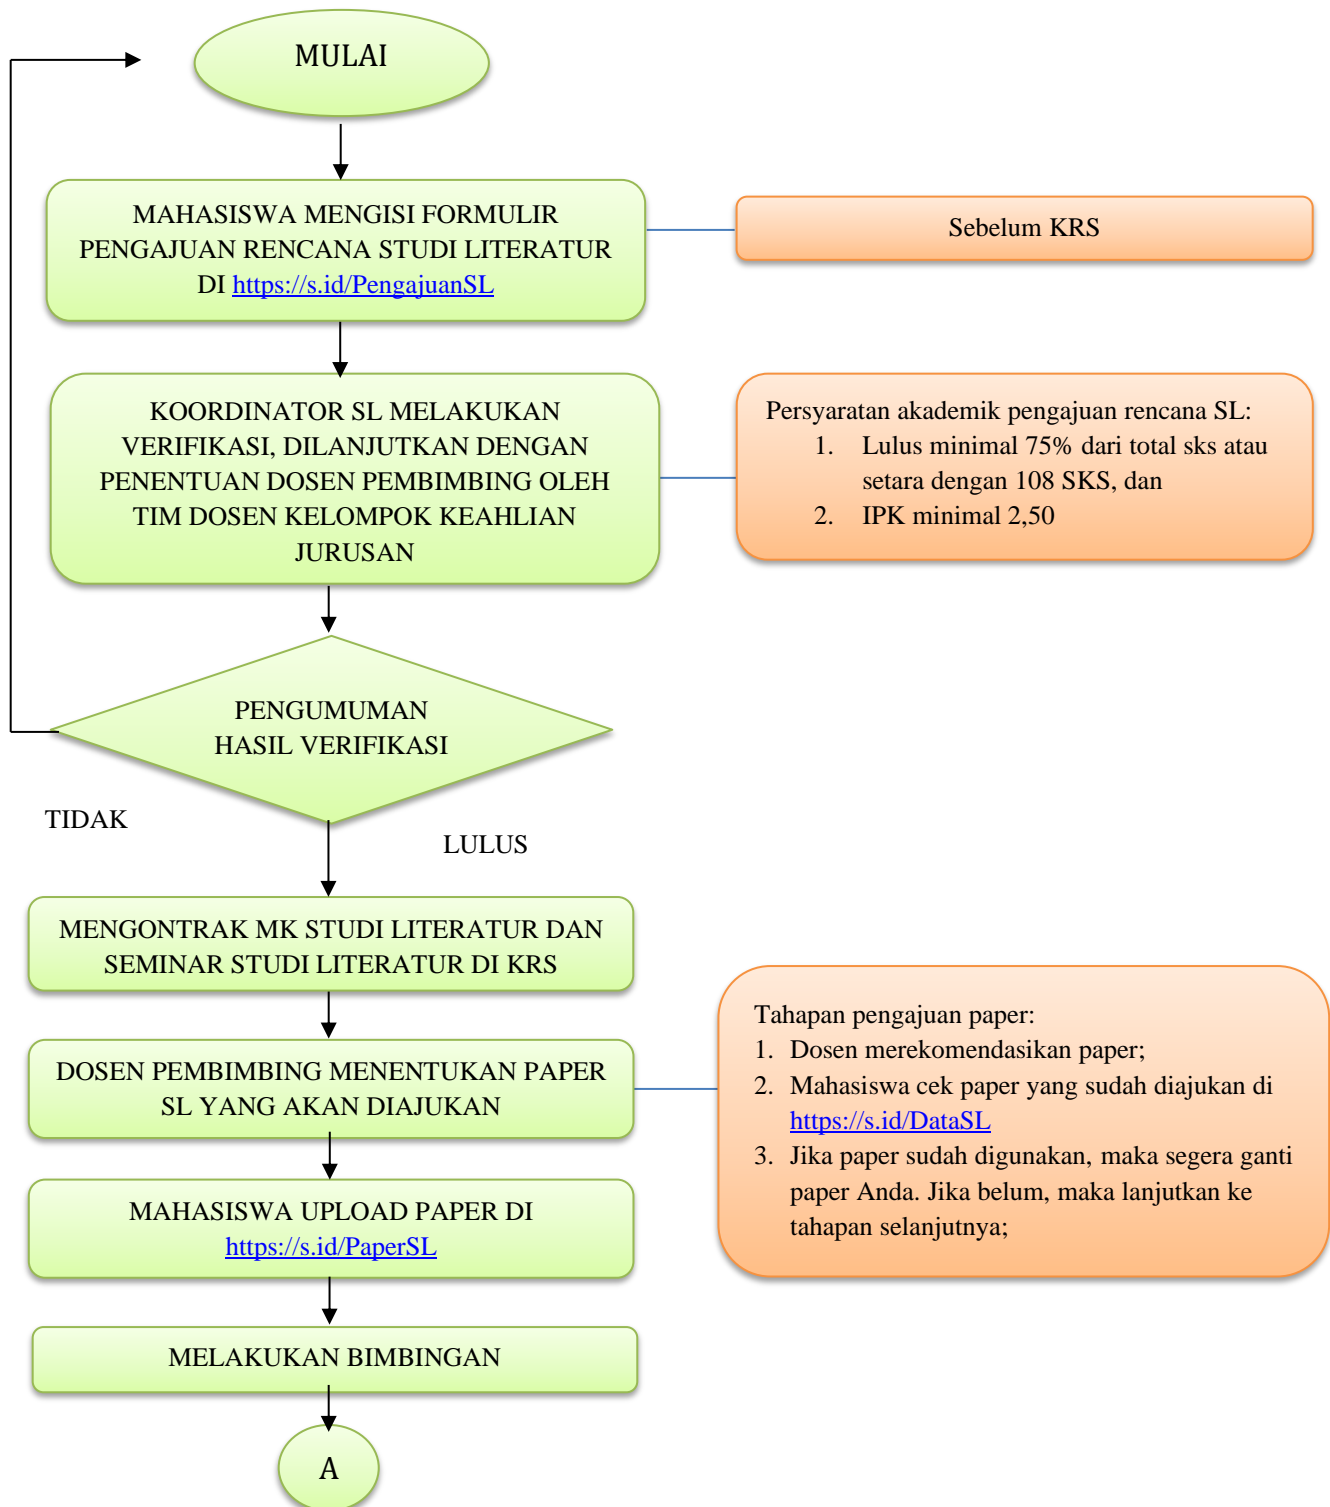 MULAI
MAHASISWA MENGISI FORMULIR
PENGAJUAN RENCANA STUDI LITERATUR
DI https://s.id/PengajuanSL
Sebelum KRS
KOORDINATOR SL MELAKUKAN
VERIFIKASI, DILANJUTKAN DENGAN
PENENTUAN DOSEN PEMBIMBING OLEH
TIM DOSEN KELOMPOK KEAHLIAN
JURUSAN
Persyaratan akademik pengajuan rencana SL:
1. Lulus minimal 75% dari total sks atau
setara dengan 108 SKS, dan
2. IPK minimal 2,50
PENGUMUMAN
HASIL VERIFIKASI
TIDAK
LULUS
MENGONTRAK MK STUDI LITERATUR DAN
SEMINAR STUDI LITERATUR DI KRS
DOSEN PEMBIMBING MENENTUKAN PAPER
SL YANG AKAN DIAJUKAN
Tahapan pengajuan paper:
1. Dosen merekomendasikan paper;
2. Mahasiswa cek paper yang sudah diajukan di
https://s.id/DataSL
3. Jika paper sudah digunakan, maka segera ganti
paper Anda. Jika belum, maka lanjutkan ke
tahapan selanjutnya;
MAHASISWA UPLOAD PAPER DI
https://s.id/PaperSL
MELAKUKAN BIMBINGAN
A